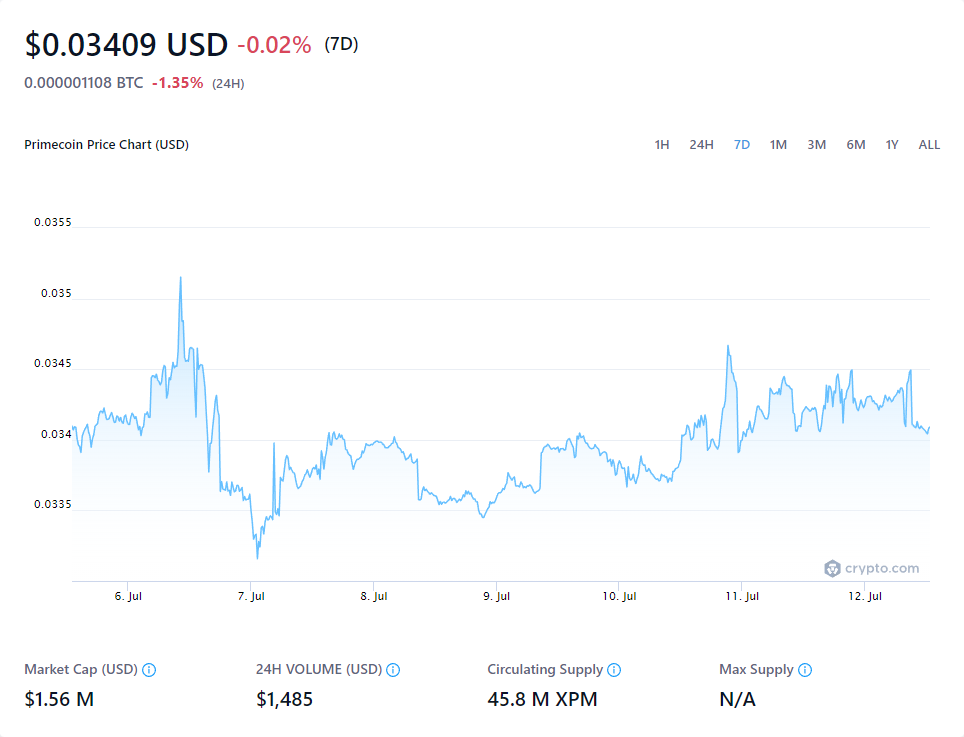 $0.03409 USD -0.02% (7D)
0.000001108 BTC -1.35% (24H)
Primecoin Price Chart (USD) 1H 24H 7D 1M 3M 6M 1Y ALL
0.0355
0.035
0.0345
0.034
0.0335
crypto.com
6. Jul 7. Jul 8. Jul 9. Jul 10. Jul 11. Jul 12. Jul
Market Cap (USD) 24H VOLUME (USD) Circulating Supply Max Supply
$1.56 M $1,485 45.8 M XPM N/A